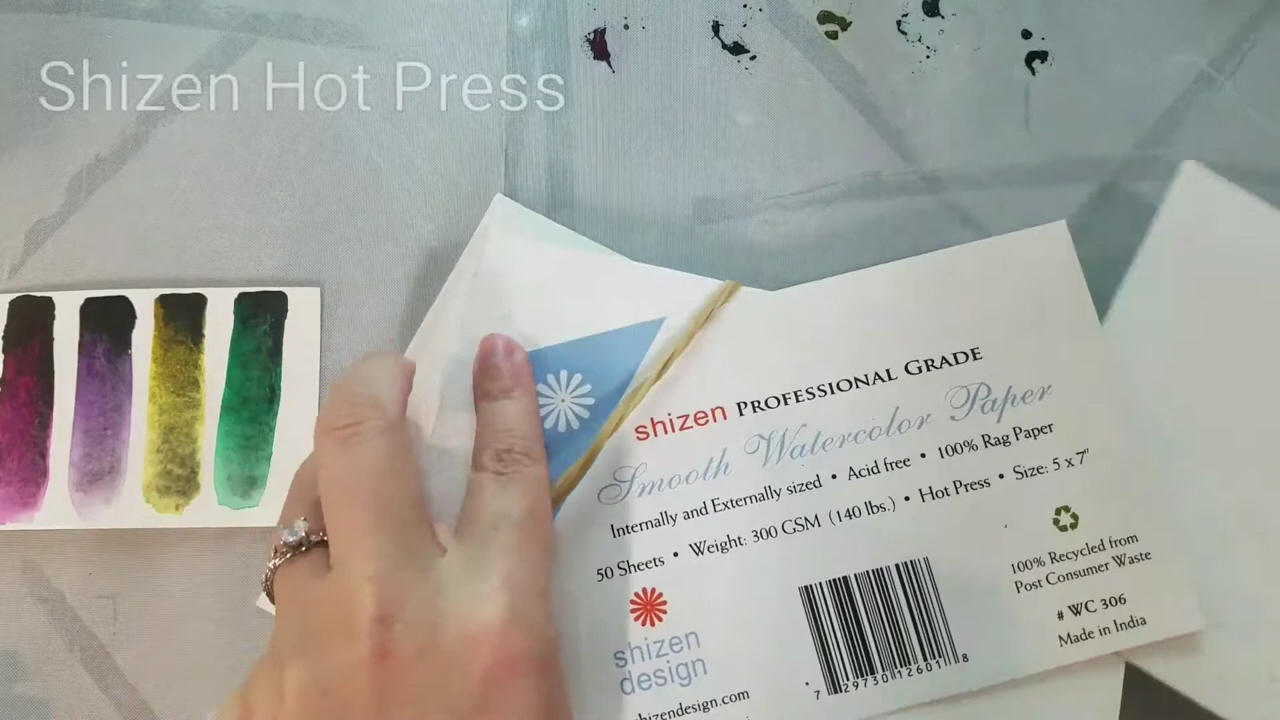 Shizen Hot Press
shizen PROFESSIONAL GRADE
Smooth Watercolor Paper
Internally and Externally sized • Acid free • 100% Rag Paper
50 Sheets • Weight: 300 GSM (140 lbs.) • Hot Press • Size: 5 x 7"
100% Recycled from
Post Consumer Waste
# WC 306
Made in India
shizen
design
7 29730 12601 8
shizendesign.com